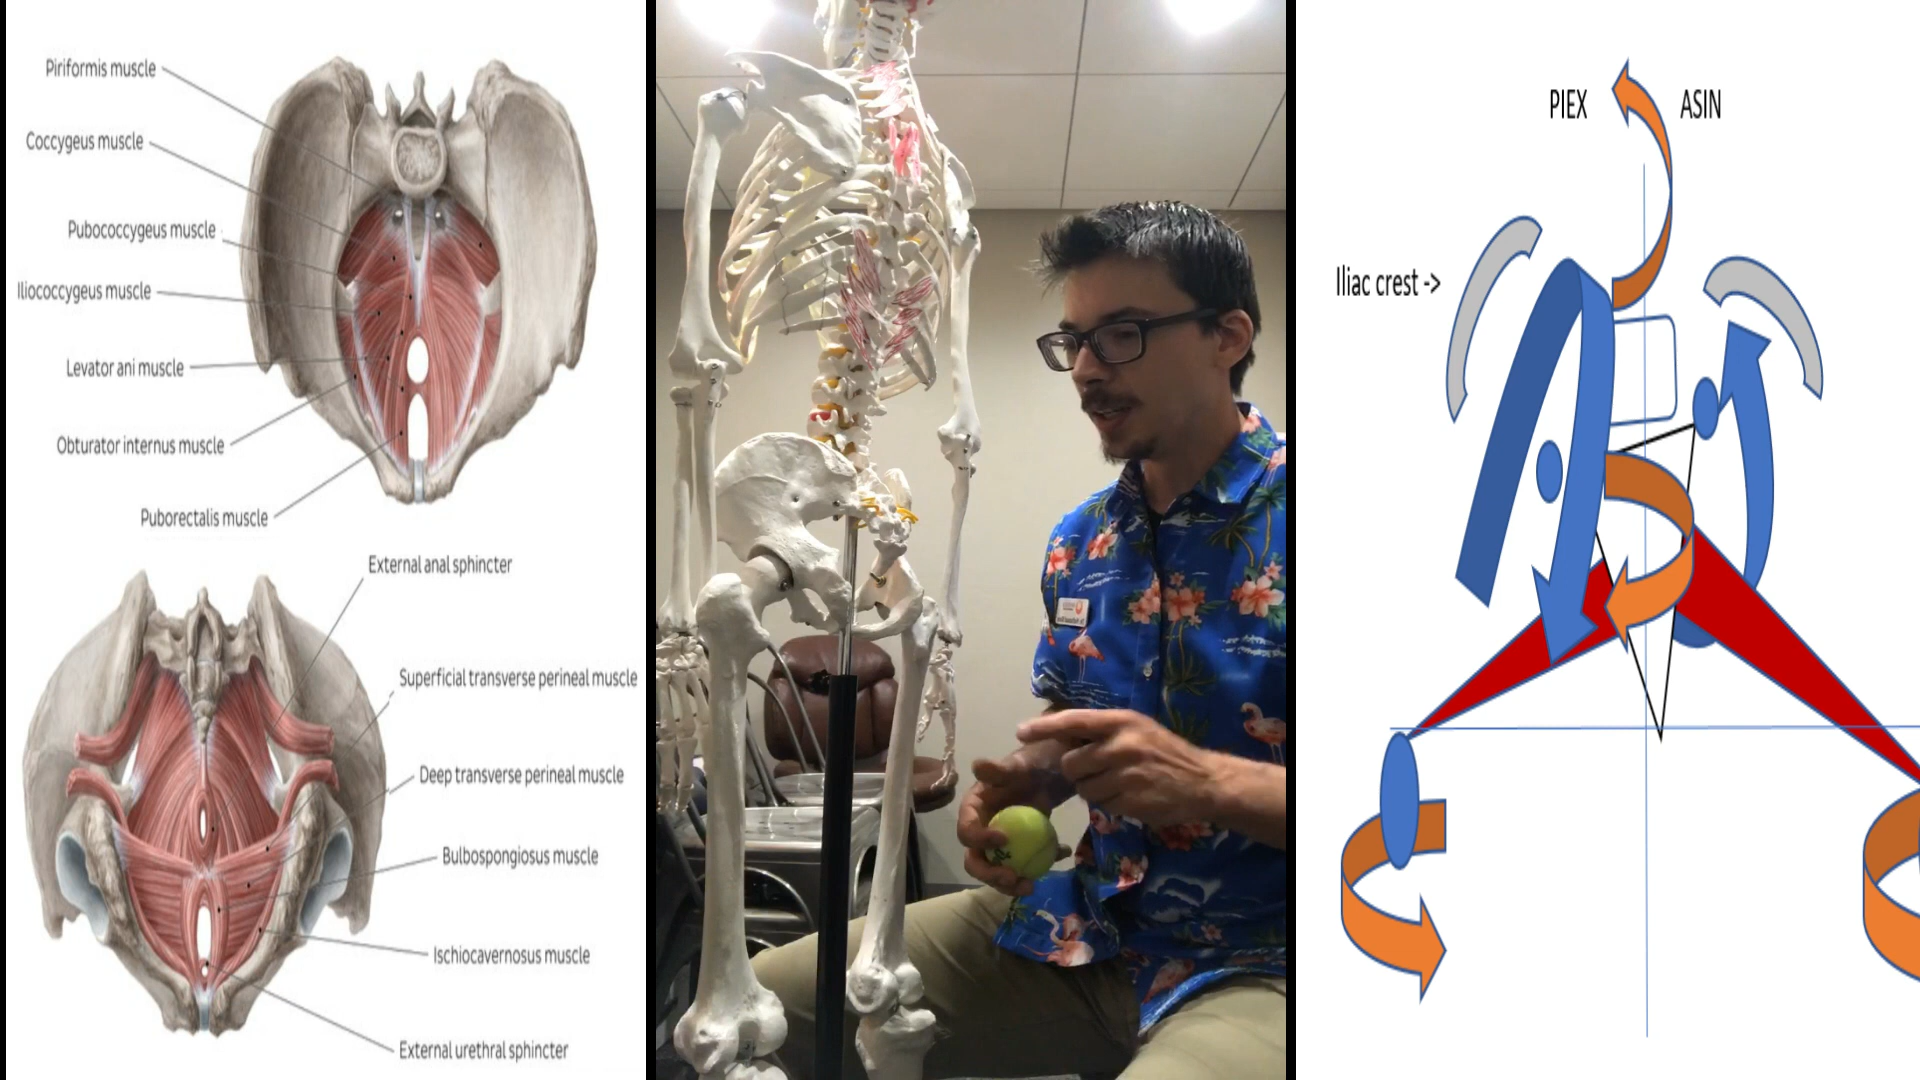 Piriformis muscle
Coccygeus muscle
Pubococcygeus muscle
Iliococcygeus muscle
Levator ani muscle
Obturator internus muscle
Puborectalis muscle
External anal sphincter
Superficial transverse perineal muscle
Deep transverse perineal muscle
Bulbospongiosus muscle
Ischiocavernosus muscle
External urethral sphincter
PIEX
ASIN
Iliac crest ->